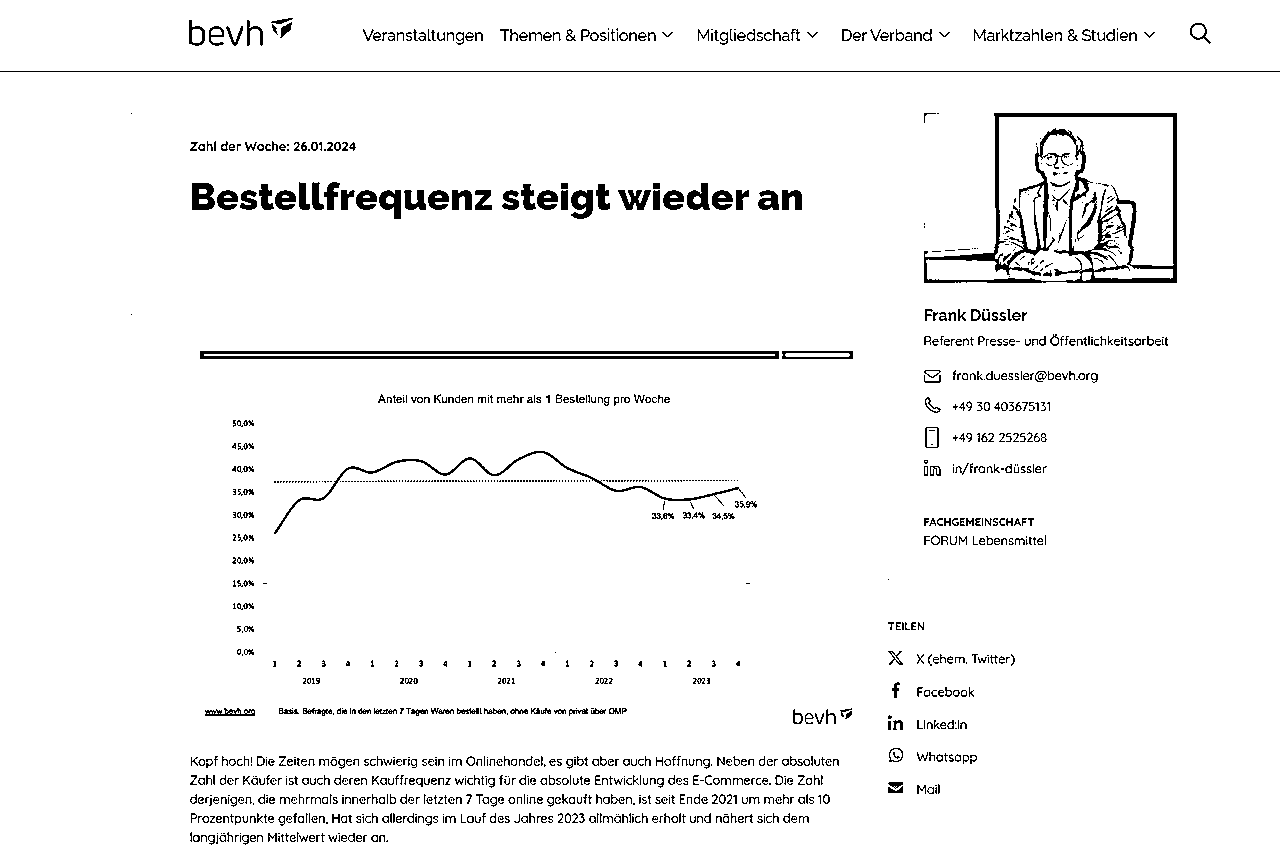 bevh
Veranstaltungen Themen & Positionen Mitgliedschaft Der Verband Marktzahlen & Studien
Zahl der Woche: 26.01.2024
Bestellfrequenz steigt wieder an
Anteil von Kunden mit mehr als 1 Bestellung pro Woche
50,0%
45,0%
40,0%
35,0%
30,0%
25,0%
20,0%
15,0%
10,0%
5,0%
0,0%
33,6% 33,4% 34,5% 35,9%
1 2 3 4 1 2 3 4 1 2 3 4 1 2 3 4 1 2 3 4
2019 2020 2021 2022 2023
www.bevh.org Basis. Befragte, die in den letzten 7 Tagen Waren bestellt haben, ohne Käufe von privat über OMP
bevh
Kopf hoch! Die Zeiten mögen schwierig sein im Onlinehandel, es gibt aber auch Hoffnung. Neben der absoluten
Zahl der Käufer ist auch deren Kauffrequenz wichtig für die absolute Entwicklung des E-Commerce. Die Zahl
derjenigen, die mehrmals innerhalb der letzten 7 Tage online gekauft haben, ist seit Ende 2021 um mehr als 10
Prozentpunkte gefallen. Hat sich allerdings im Lauf des Jahres 2023 allmählich erholt und nähert sich dem
langjährigen Mittelwert wieder an.
Frank Düssler
Referent Presse- und Öffentlichkeitsarbeit
frank.duessler@bevh.org
+49 30 403675131
+49 162 2525268
in/frank-düssler
FACHGEMEINSCHAFT
FORUM Lebensmittel
TEILEN
X (ehem. Twitter)
Facebook
Linked:in
Whatsapp
Mail